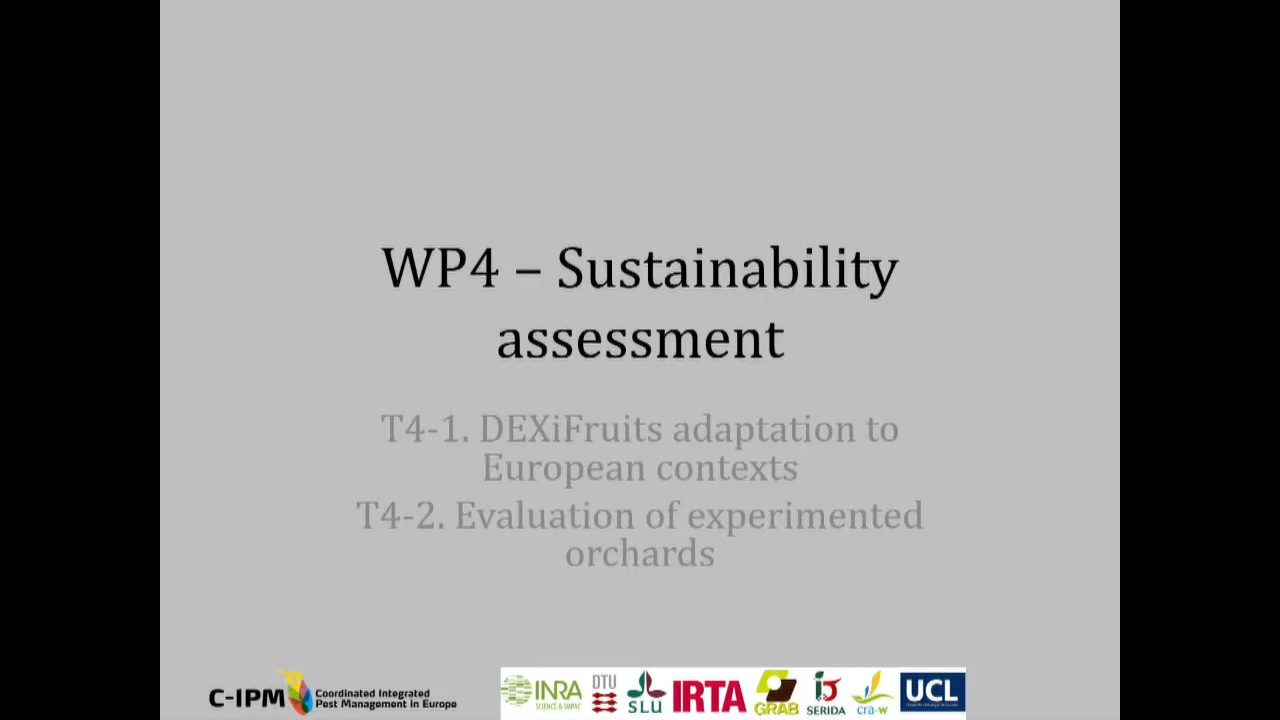 WP4 – Sustainability
assessment
T4-1. DEXiFruits adaptation to
European contexts
T4-2. Evaluation of experimented
orchards
C-IPM
Coordinated Integrated
Pest Management in Europe
INRA
SCIENCE & IMPACT
DTU
SLU
IRTA
GRAB
SERIDA
cra-w
UCL